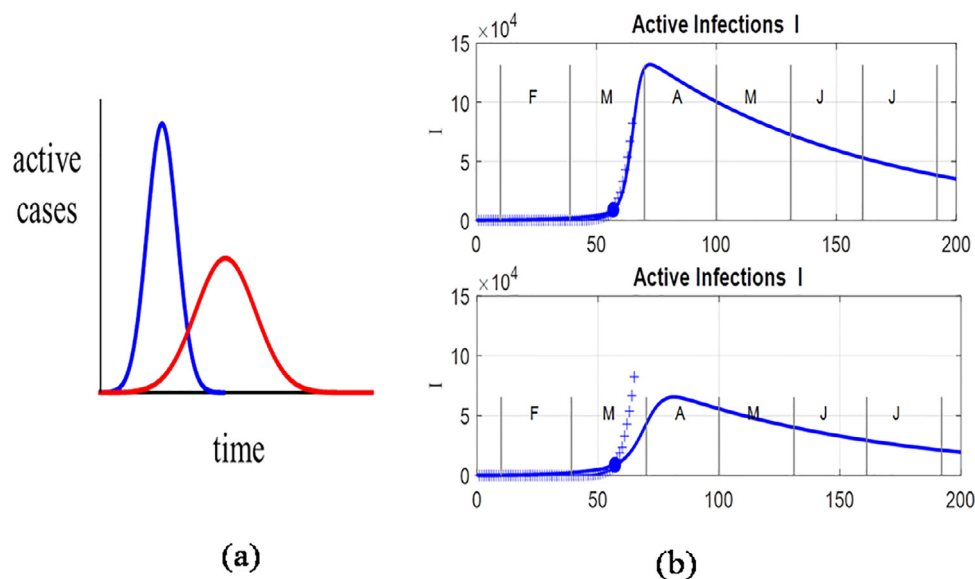 active
cases
time
(a)
Active Infections I
×10⁴
15
10
5
0
I
F M A M J J
0 50 100 150 200
Active Infections I
×10⁴
15
10
5
0
I
F M A M J J
0 50 100 150 200
(b)